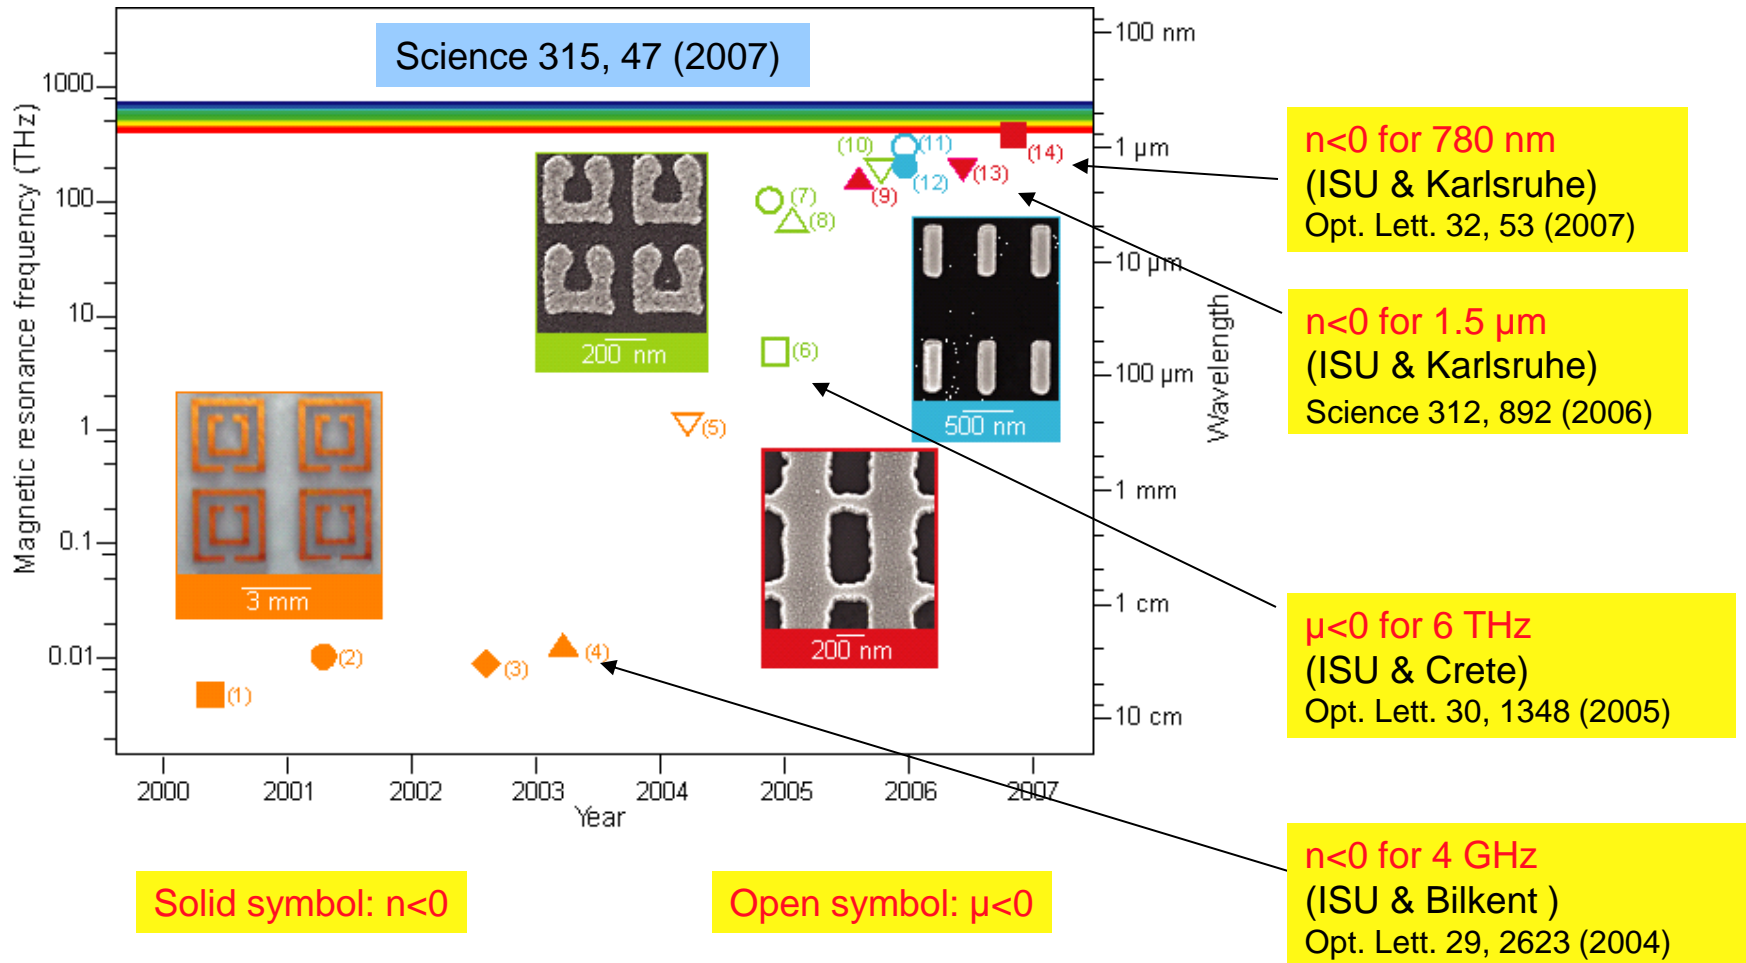 Science 315, 47 (2007)
Magnetic resonance frequency (THz)
1000
100
10
1
0.1
0.01
100 nm
1 µm
10 µm
100 µm
1 mm
1 cm
10 cm
Wavelength
2000 2001 2002 2003 2004 2005 2006 2007
Year
(1)
(2)
(3)
(4)
(5)
(6)
(7)
(8)
(9)
(10)
(11)
(12)
(13)
(14)
3 mm
200 nm
500 nm
200 nm
n<0 for 780 nm
(ISU & Karlsruhe)
Opt. Lett. 32, 53 (2007)
n<0 for 1.5 µm
(ISU & Karlsruhe)
Science 312, 892 (2006)
µ<0 for 6 THz
(ISU & Crete)
Opt. Lett. 30, 1348 (2005)
n<0 for 4 GHz
(ISU & Bilkent )
Opt. Lett. 29, 2623 (2004)
Solid symbol: n<0
Open symbol: µ<0